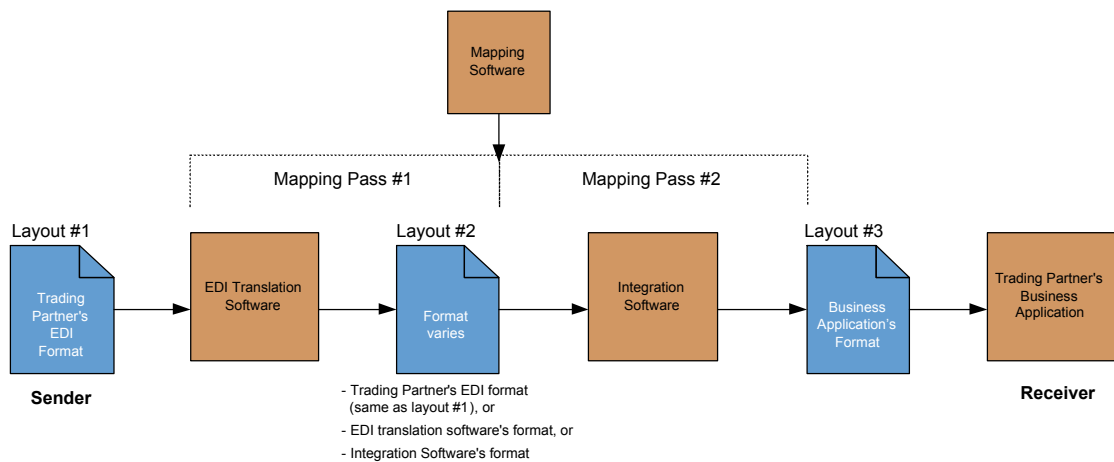 Mapping
Software
Mapping Pass #1
Mapping Pass #2
Layout #1
Trading
Partner's
EDI
Format
Sender
EDI Translation
Software
Layout #2
Format
varies
- Trading Partner's EDI format
(same as layout #1), or
- EDI translation software's format, or
- Integration Software's format
Integration
Software
Layout #3
Business
Application's
Format
Trading Partner's
Business
Application
Receiver